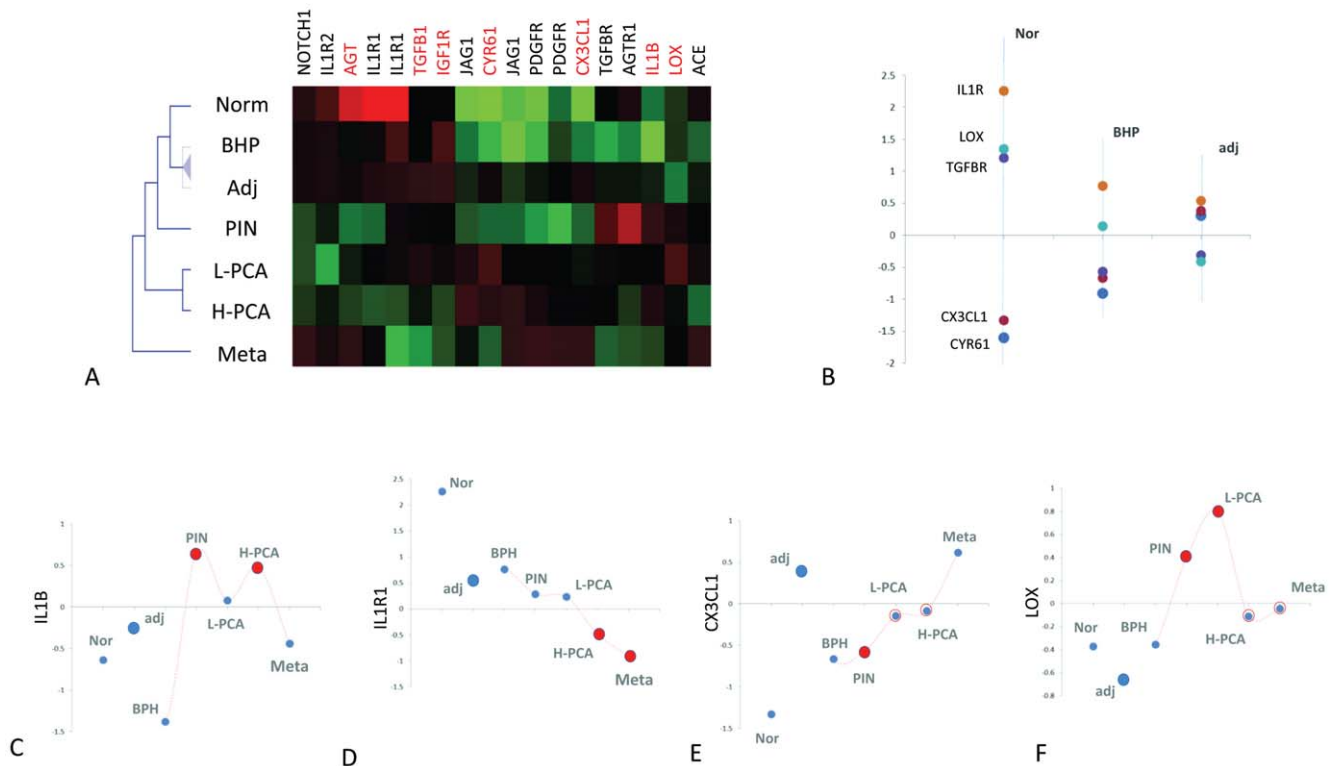 NOTCH1
IL1R2
AGT
IL1R1
IL1R1
TGFB1
IGF1R
JAG1
CYR61
JAG1
PDGFR
PDGFR
CX3CL1
TGFBR
AGTR1
IL1B
LOX
ACE
Norm
BHP
Adj
PIN
L-PCA
H-PCA
Meta
A
Nor
BHP
adj
2.5
2
1.5
1
0.5
0
-0.5
-1
-1.5
-2
IL1R
LOX
TGFBR
CX3CL1
CYR61
B
IL1B
1
0.5
0
-0.5
-1
-1.5
Nor
adj
BPH
PIN
L-PCA
H-PCA
Meta
C
IL1R1
2.5
2
1.5
1
0.5
0
-0.5
-1
-1.5
Nor
adj
BPH
PIN
L-PCA
H-PCA
Meta
D
CX3CL1
1
0.5
0
-0.5
-1
-1.5
Nor
adj
BPH
PIN
L-PCA
H-PCA
Meta
E
LOX
1
0.8
0.6
0.4
0.2
0
-0.2
-0.4
-0.6
-0.8
Nor
adj
BPH
PIN
L-PCA
H-PCA
Meta
F